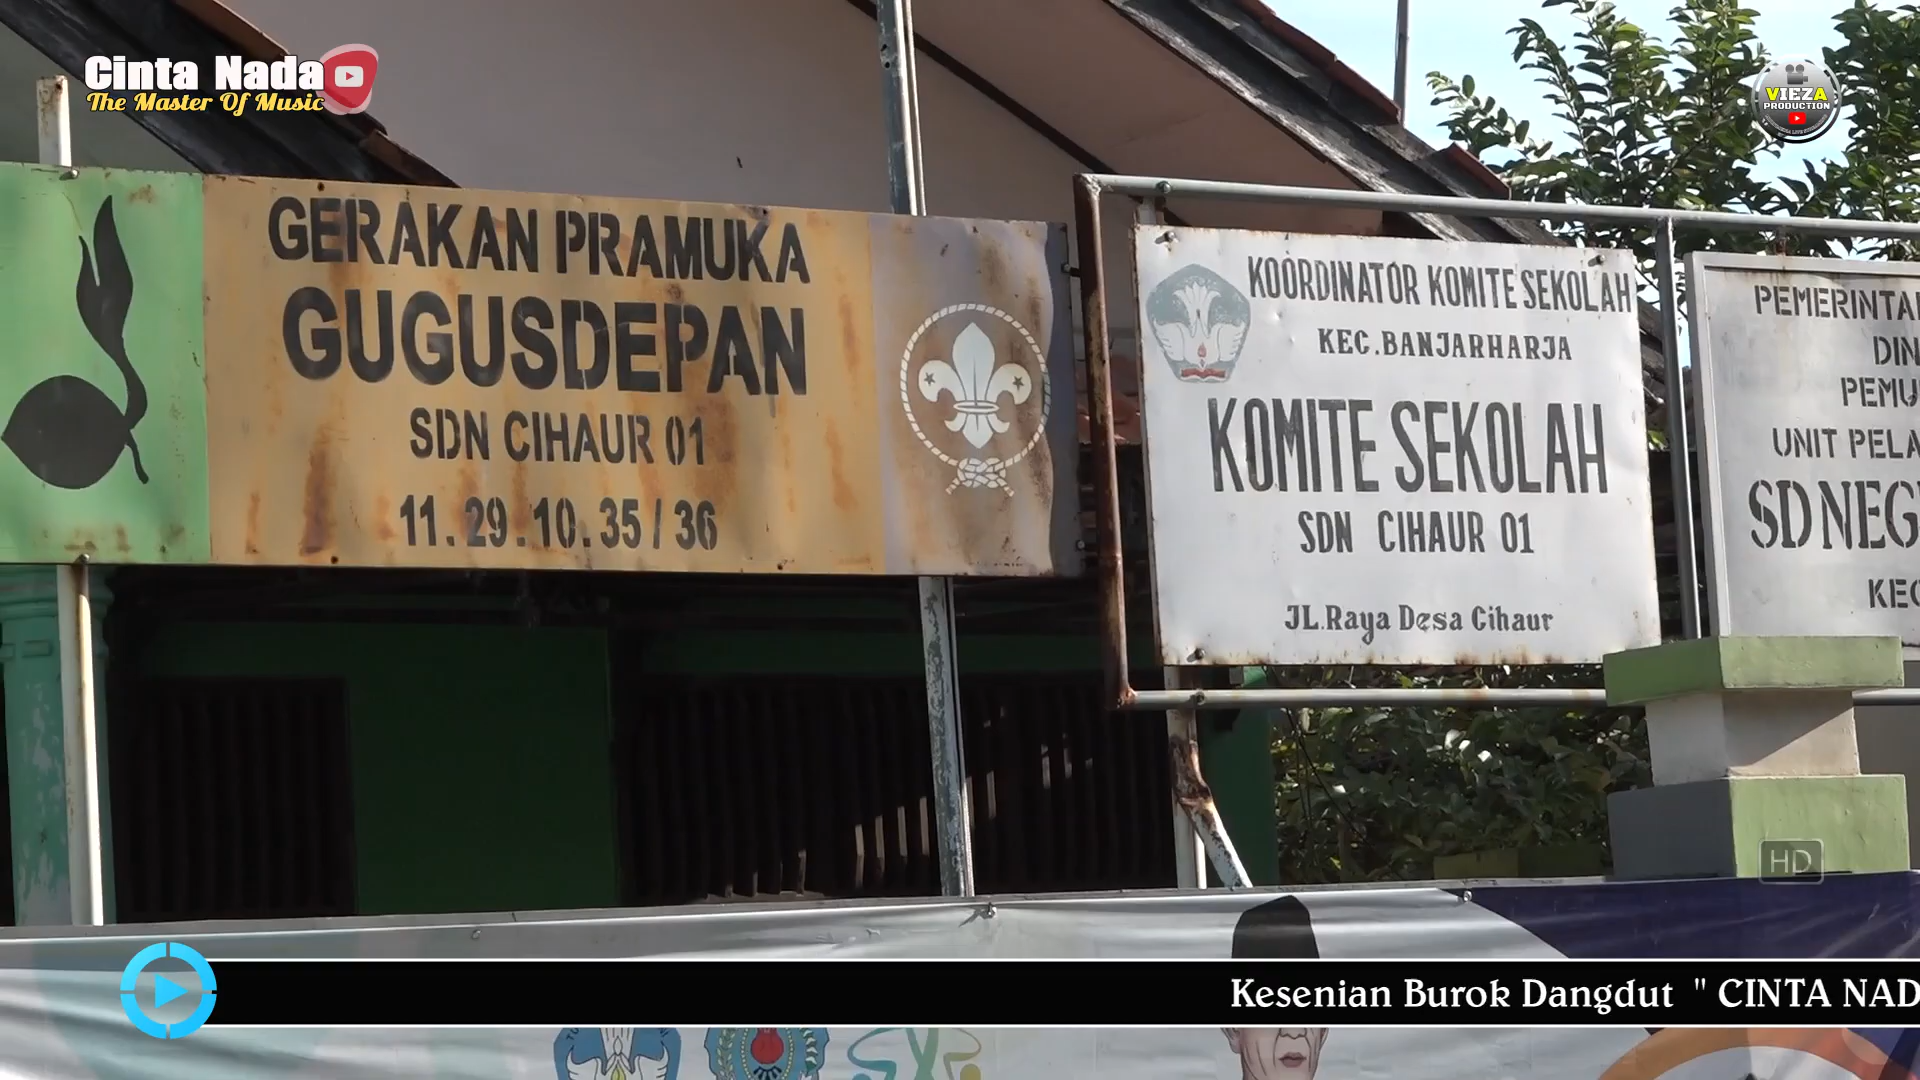 Cinta Nada
The Master Of Music
VIEZA
PRODUCTION
GERAKAN PRAMUKA
GUGUSDEPAN
SDN CIHAUR 01
11.29.10.35/36
KOORDINATOR KOMITE SEKOLAH
KEC.BANJARHARJA
KOMITE SEKOLAH
SDN CIHAUR 01
JL.Raya Desa Cihaur
PEMERINTA
DIN
PEMU
UNIT PELA
SD NEG
KEC
HD
Kesenian Burok Dangdut " CINTA NAD